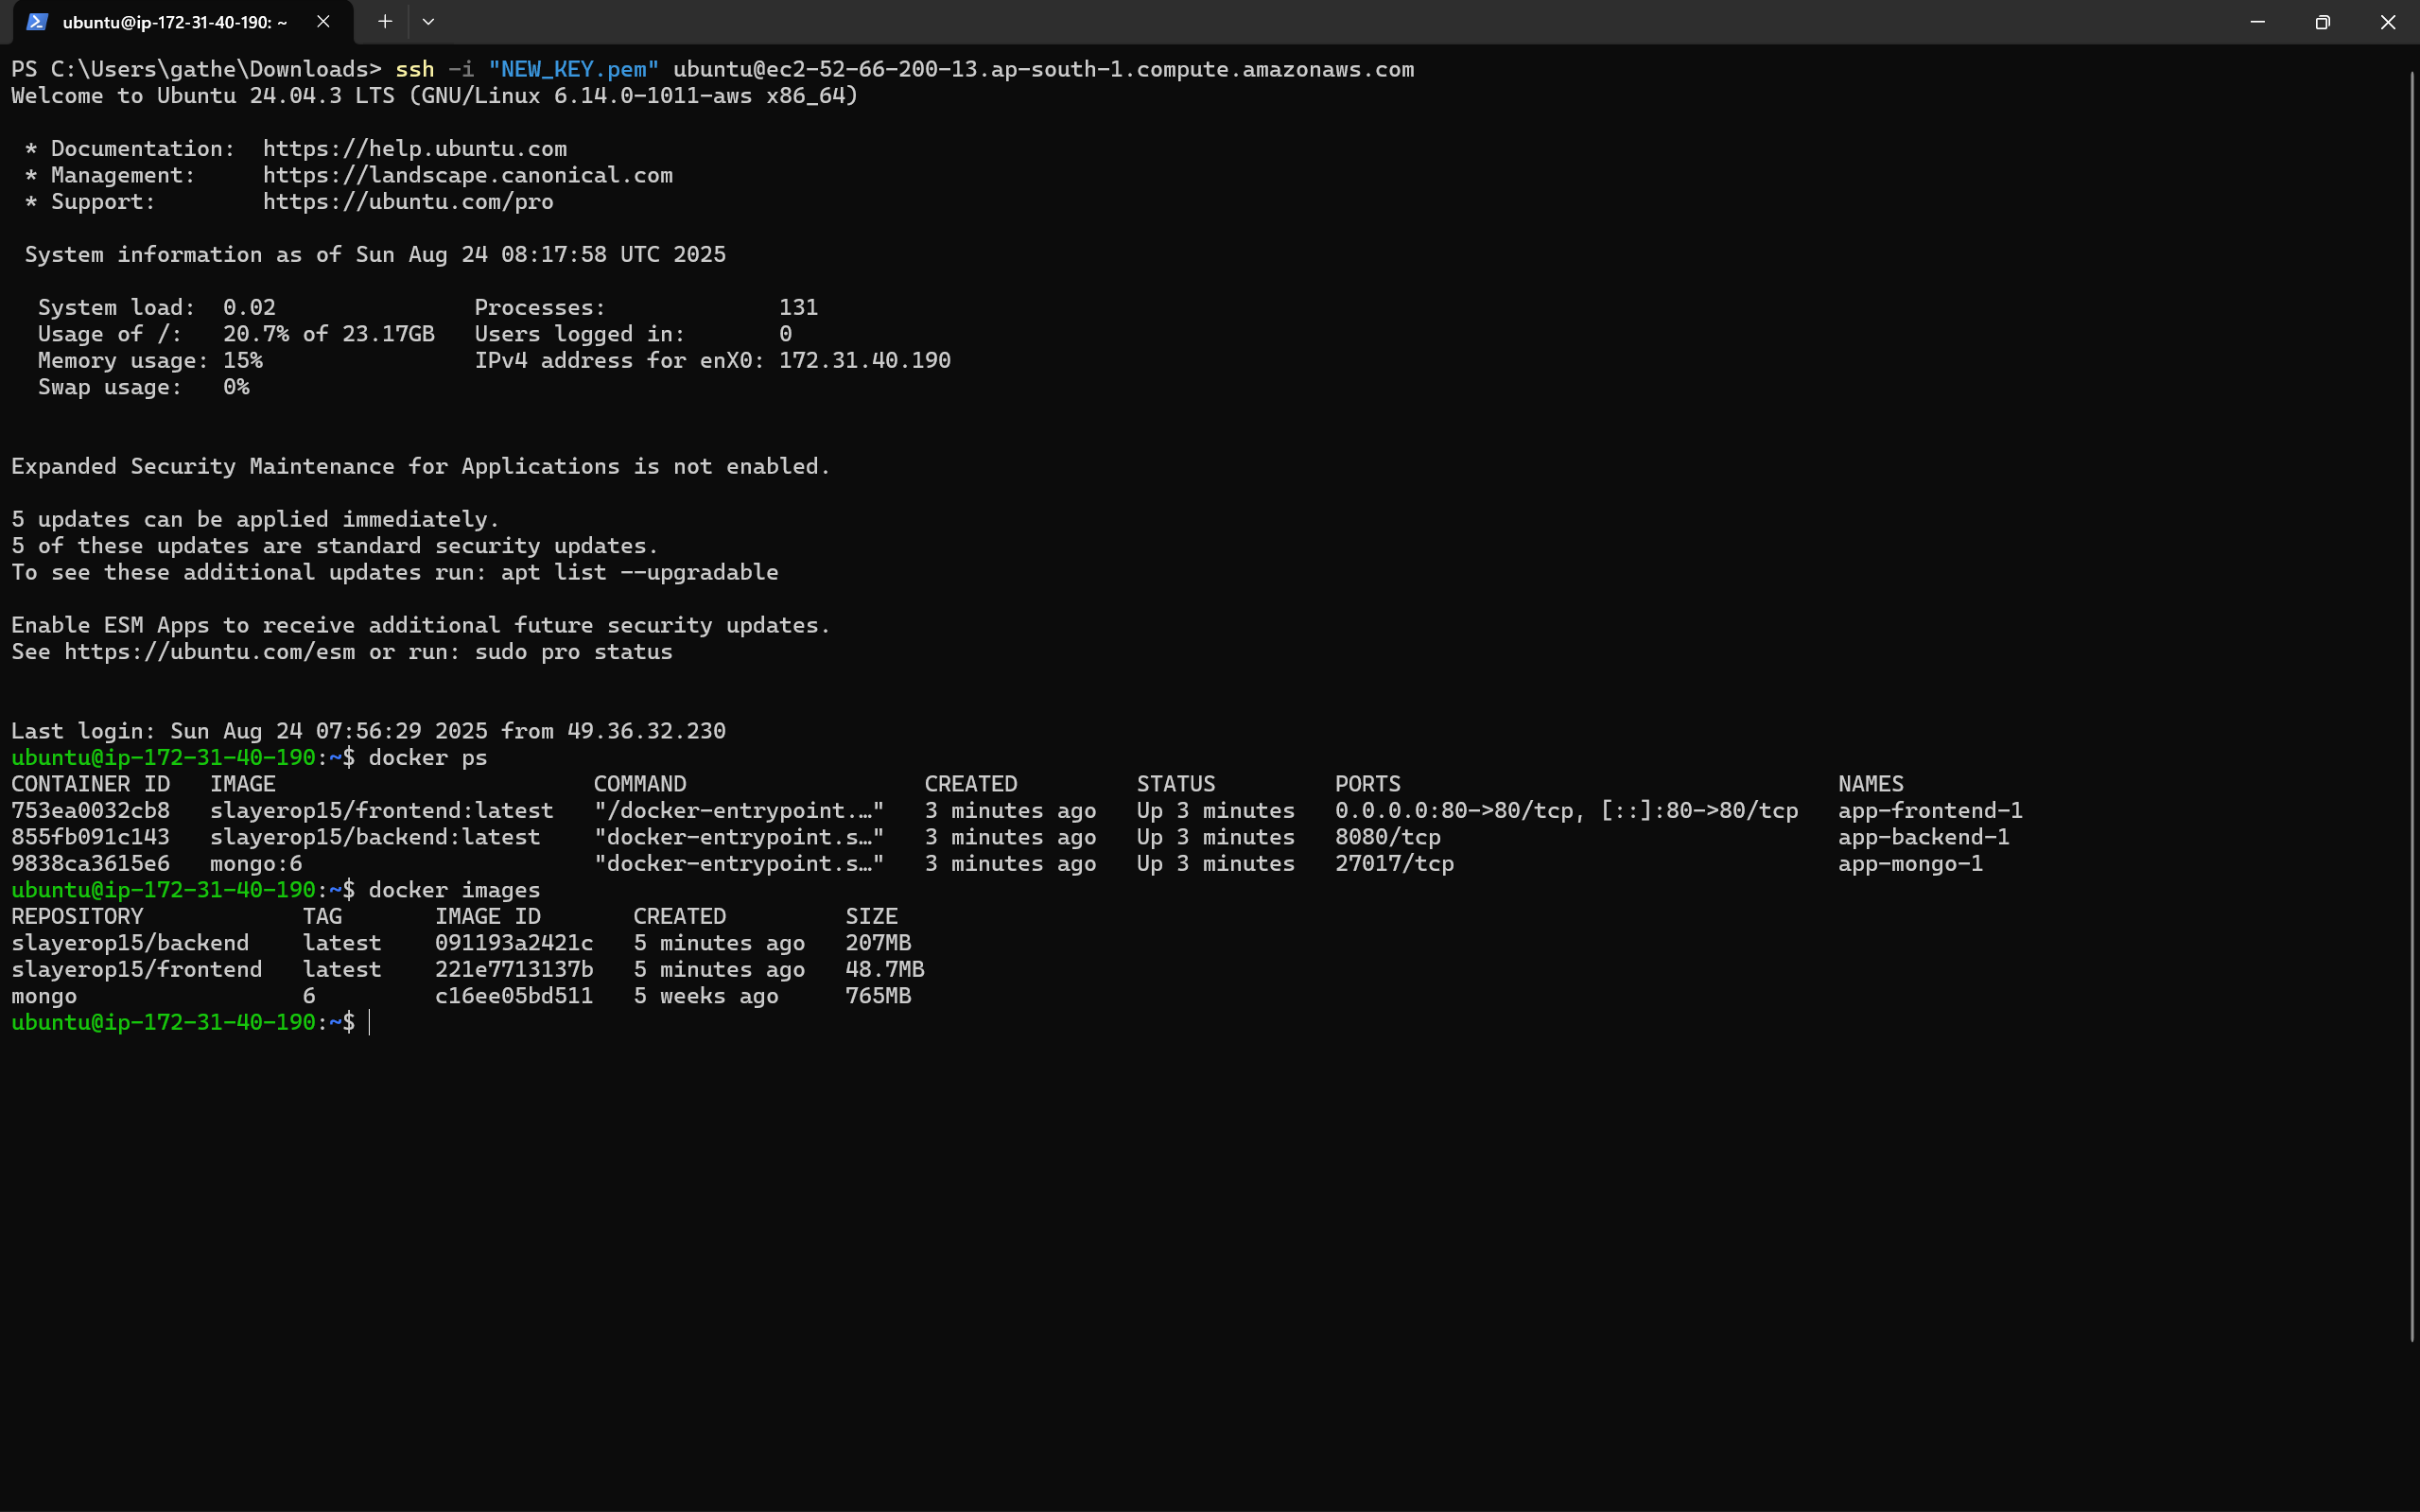 ubuntu@ip-172-31-40-190: ~
PS C:\Users\gathe\Downloads> ssh -i "NEW_KEY.pem" ubuntu@ec2-52-66-200-13.ap-south-1.compute.amazonaws.com
Welcome to Ubuntu 24.04.3 LTS (GNU/Linux 6.14.0-1011-aws x86_64)
* Documentation:  https://help.ubuntu.com
* Management:     https://landscape.canonical.com
* Support:        https://ubuntu.com/pro
System information as of Sun Aug 24 08:17:58 UTC 2025
System load:  0.02               Processes:             131
Usage of /:   20.7% of 23.17GB   Users logged in:       0
Memory usage: 15%                IPv4 address for enX0: 172.31.40.190
Swap usage:   0%
Expanded Security Maintenance for Applications is not enabled.
5 updates can be applied immediately.
5 of these updates are standard security updates.
To see these additional updates run: apt list --upgradable
Enable ESM Apps to receive additional future security updates.
See https://ubuntu.com/esm or run: sudo pro status
Last login: Sun Aug 24 07:56:29 2025 from 49.36.32.230
ubuntu@ip-172-31-40-190:~$ docker ps
CONTAINER ID   IMAGE                        COMMAND                  CREATED         STATUS         PORTS                                 NAMES
753ea0032cb8   slayerop15/frontend:latest   "/docker-entrypoint.…"   3 minutes ago   Up 3 minutes   0.0.0.0:80->80/tcp, [::]:80->80/tcp   app-frontend-1
855fb091c143   slayerop15/backend:latest    "docker-entrypoint.s…"   3 minutes ago   Up 3 minutes   8080/tcp                              app-backend-1
9838ca3615e6   mongo:6                      "docker-entrypoint.s…"   3 minutes ago   Up 3 minutes   27017/tcp                             app-mongo-1
ubuntu@ip-172-31-40-190:~$ docker images
REPOSITORY            TAG       IMAGE ID       CREATED         SIZE
slayerop15/backend    latest    091193a2421c   5 minutes ago   207MB
slayerop15/frontend   latest    221e7713137b   5 minutes ago   48.7MB
mongo                 6         c16ee05bd511   5 weeks ago     765MB
ubuntu@ip-172-31-40-190:~$